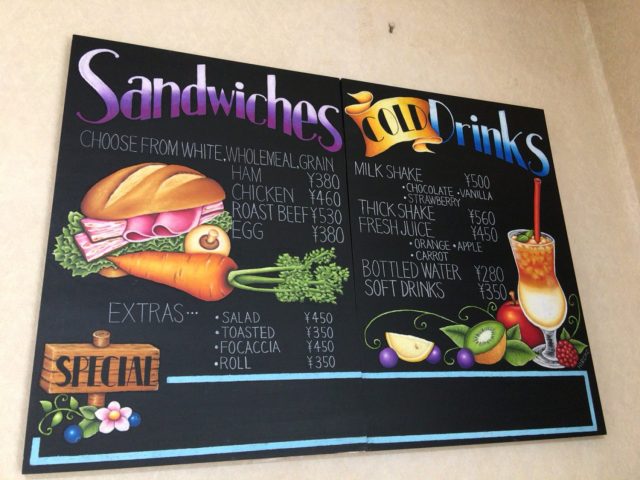 Sandwiches
CHOOSE FROM WHITE, WHOLEMEAL, GRAIN
HAM ¥380
CHICKEN ¥460
ROAST BEEF ¥530
EGG ¥380
EXTRAS...
• SALAD ¥450
• TOASTED ¥350
• FOCACCIA ¥450
• ROLL ¥350
SPECIAL
COLD Drinks
MILK SHAKE ¥500
• CHOCOLATE • VANILLA
• STRAWBERRY
THICK SHAKE ¥560
FRESH JUICE ¥450
• ORANGE • APPLE
• CARROT
BOTTLED WATER ¥280
SOFT DRINKS ¥350